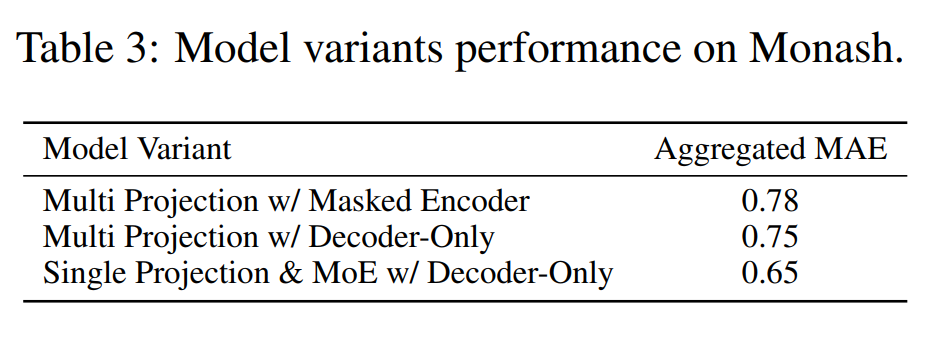 Table 3: Model variants performance on Monash.
Model Variant Aggregated MAE
Multi Projection w/ Masked Encoder 0.78
Multi Projection w/ Decoder-Only 0.75
Single Projection & MoE w/ Decoder-Only 0.65